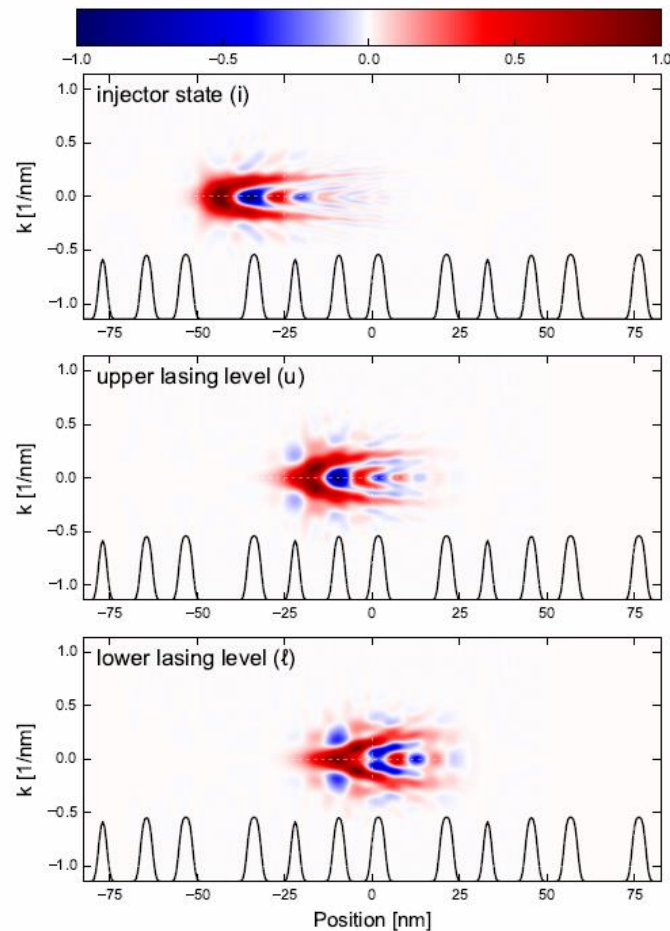 −1.0 −0.5 0.0 0.5 1.0
injector state (i)
k [1/nm]
1.0
0.5
0.0
−0.5
−1.0
−75 −50 −25 0 25 50 75
upper lasing level (u)
k [1/nm]
1.0
0.5
0.0
−0.5
−1.0
−75 −50 −25 0 25 50 75
lower lasing level (ℓ)
k [1/nm]
1.0
0.5
0.0
−0.5
−1.0
−75 −50 −25 0 25 50 75
Position [nm]